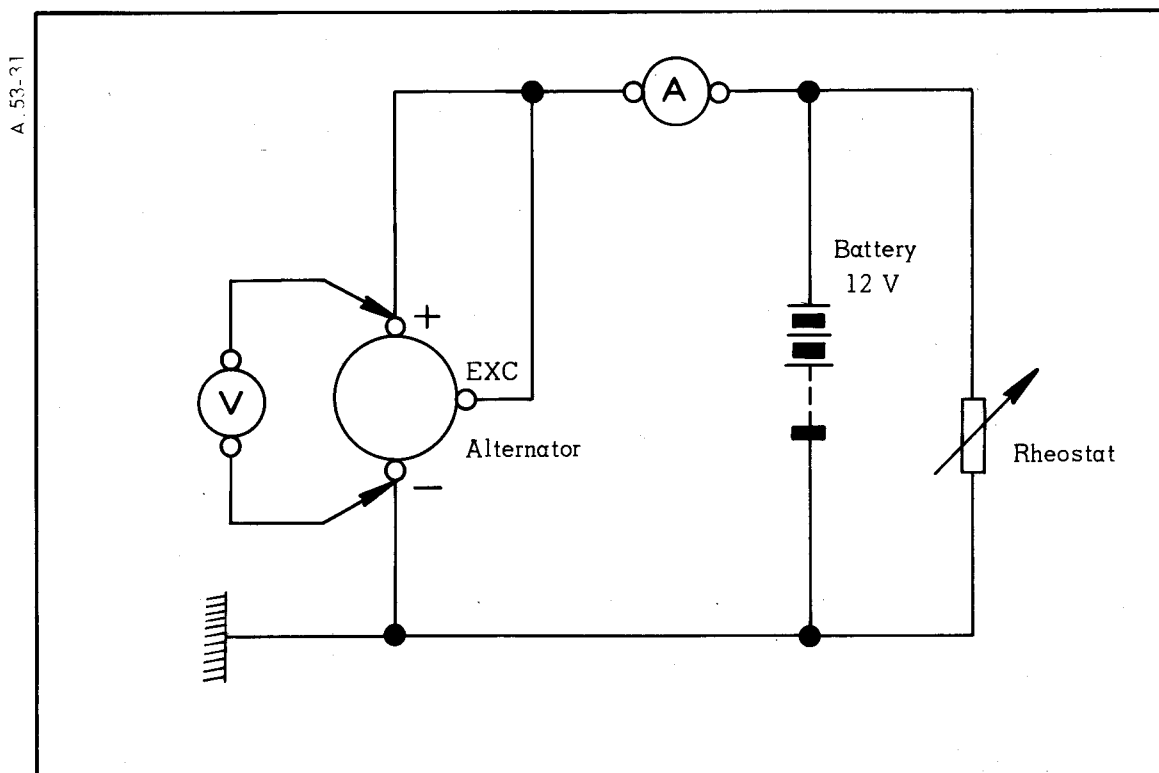 A. 53-31
A
Battery
12 V
+
EXC
V
Alternator
Rheostat
−